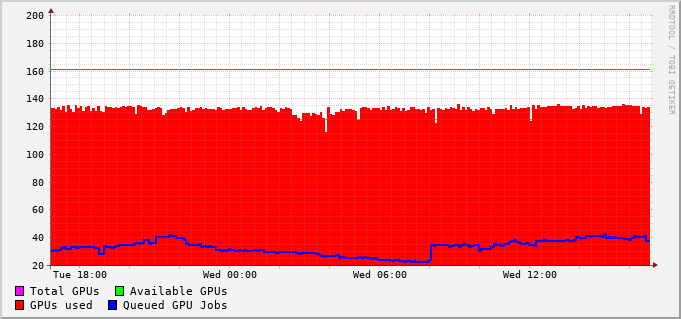 200
180
160
140
120
100
80
60
40
20
Tue 18:00 Wed 00:00 Wed 06:00 Wed 12:00
Total GPUs Available GPUs
GPUs used Queued GPU Jobs
RRDTOOL / TOBI OETIKER